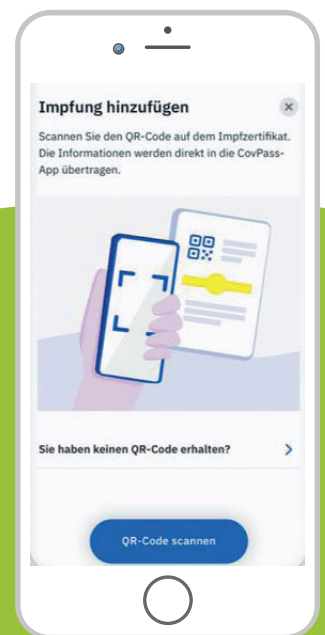 Impfung hinzufügen
Scannen Sie den QR-Code auf dem Impfzertifikat.
Die Informationen werden direkt in die CovPass-
App übertragen.
Sie haben keinen QR-Code erhalten?
QR-Code scannen